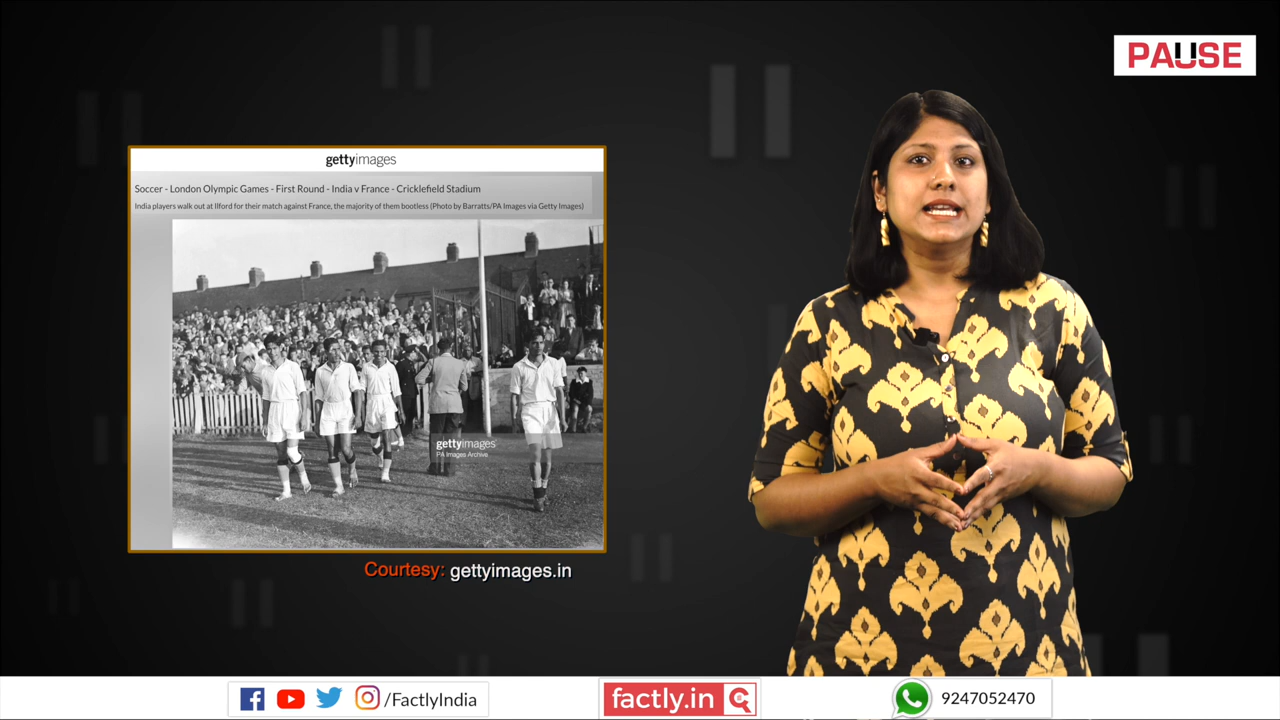 PAUSE
gettyimages
Soccer - London Olympic Games - First Round - India v France - Cricklefield Stadium
India players walk out at Ilford for their match against France, the majority of them bootless (Photo by Barratts/PA Images via Getty Images)
gettyimages
PA Images Archive
Courtesy: gettyimages.in
/FactlyIndia
factly.in
9247052470